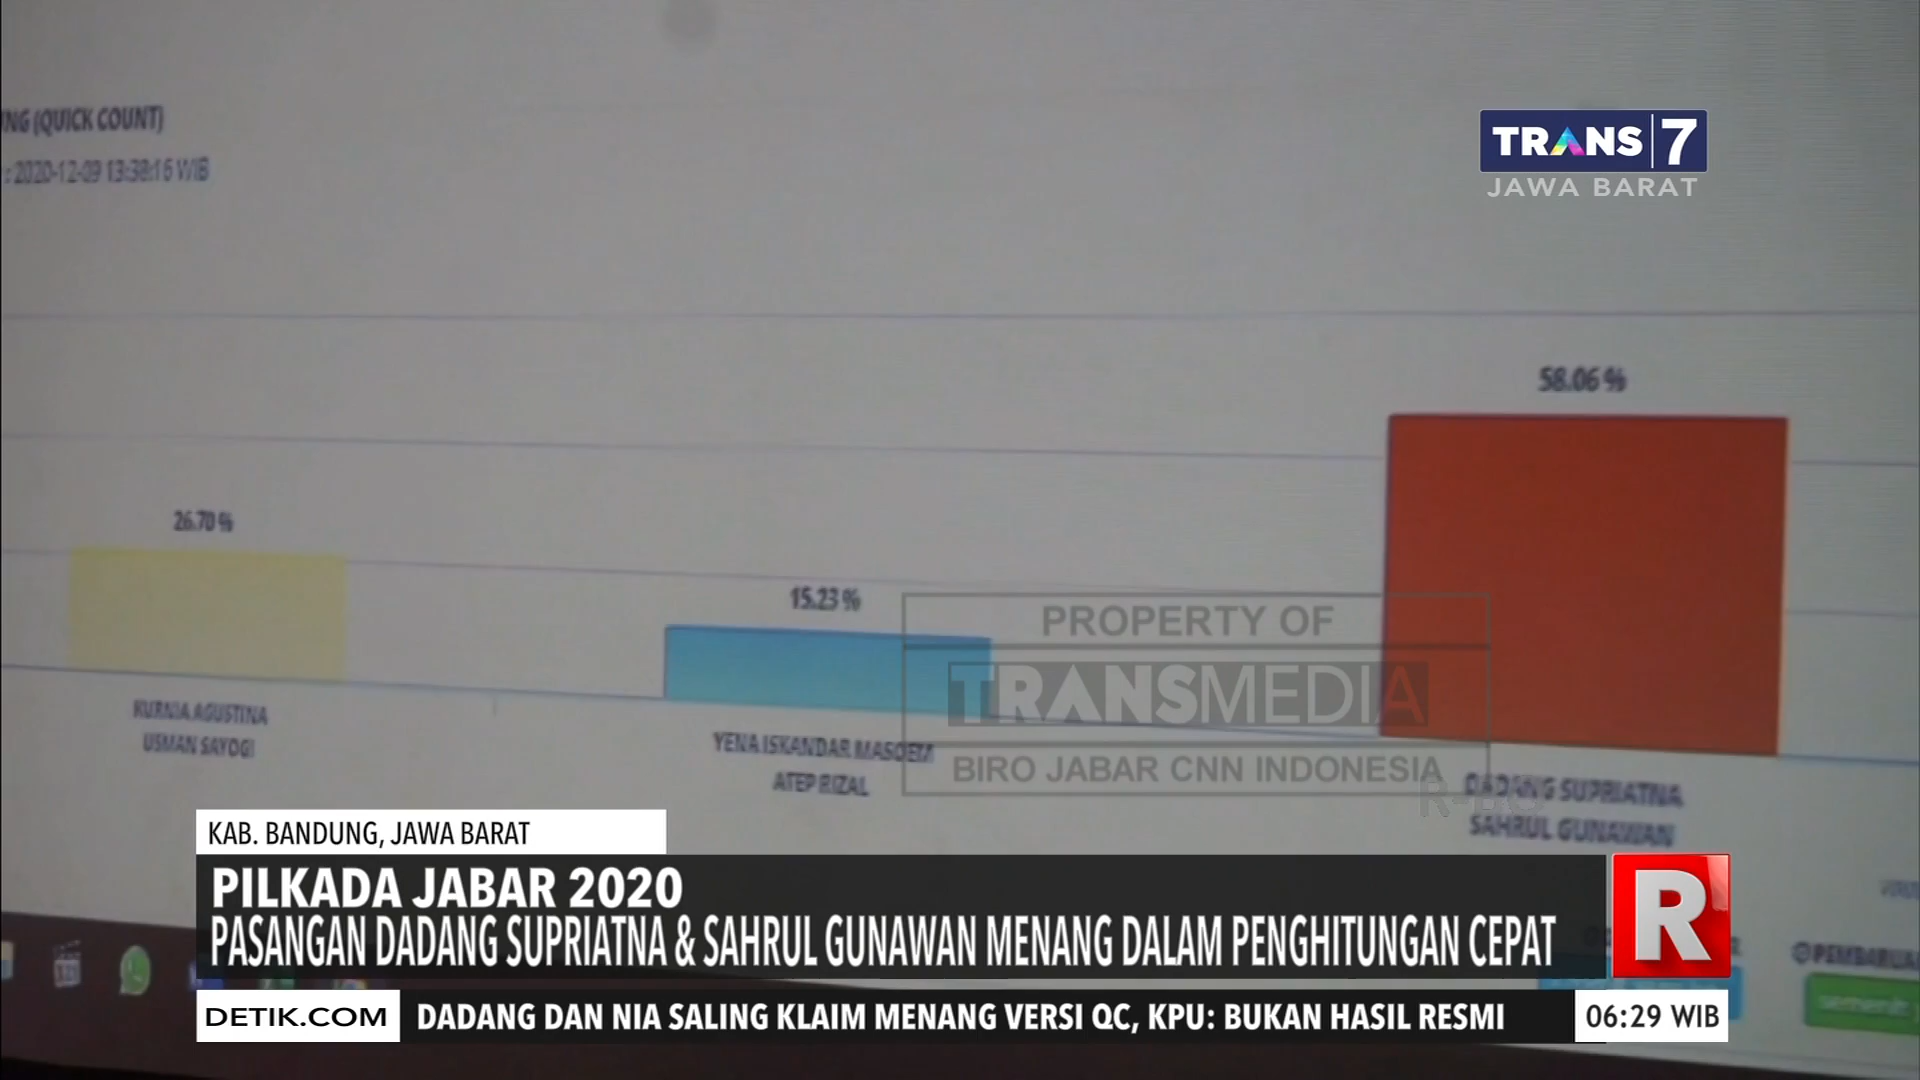 NG (QUICK COUNT)
: 2020-12-09 13:38:16 WIB
TRANS 7
JAWA BARAT
58.06 %
26.70 %
15.23 %
PROPERTY OF
TRANSMEDIA
BIRO JABAR CNN INDONESIA
KURNIA AGUSTINA
USMAN SAYOGI
YENA ISKANDAR MASOEM
ATEP RIZAL
DADANG SUPRIATNA
SAHRUL GUNAWAN
KAB. BANDUNG, JAWA BARAT
PILKADA JABAR 2020
PASANGAN DADANG SUPRIATNA & SAHRUL GUNAWAN MENANG DALAM PENGHITUNGAN CEPAT
R
DETIK.COM
DADANG DAN NIA SALING KLAIM MENANG VERSI QC, KPU: BUKAN HASIL RESMI
06:29 WIB